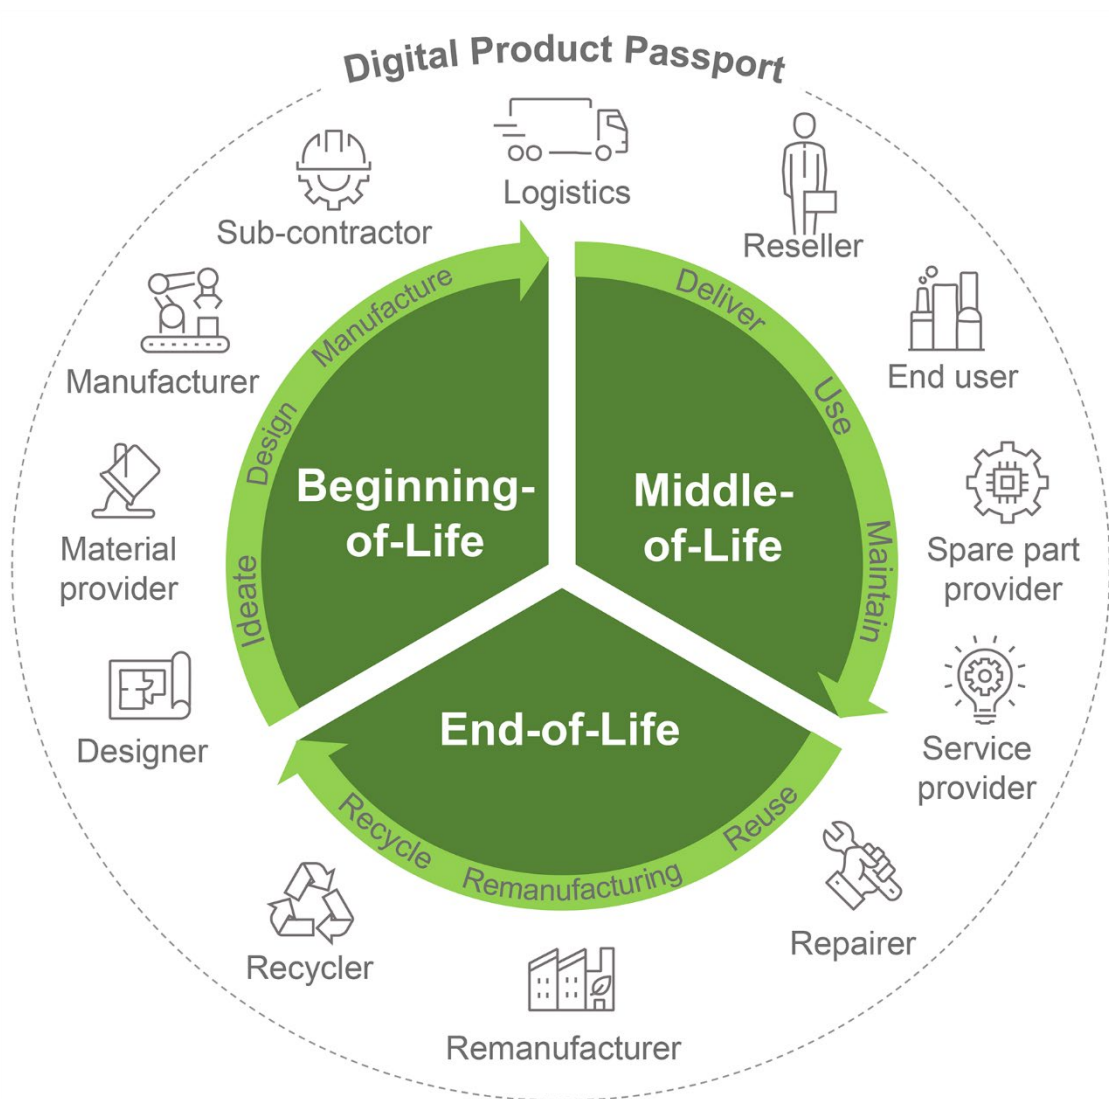 Digital Product Passport
Logistics
Reseller
Sub-contractor
End user
Manufacturer
Spare part
provider
Material
provider
Service
provider
Designer
Repairer
Recycler
Remanufacturer
Ideate
Design
Manufacture
Deliver
Use
Maintain
Reuse
Remanufacturing
Recycle
Beginning-
of-Life
Middle-
of-Life
End-of-Life